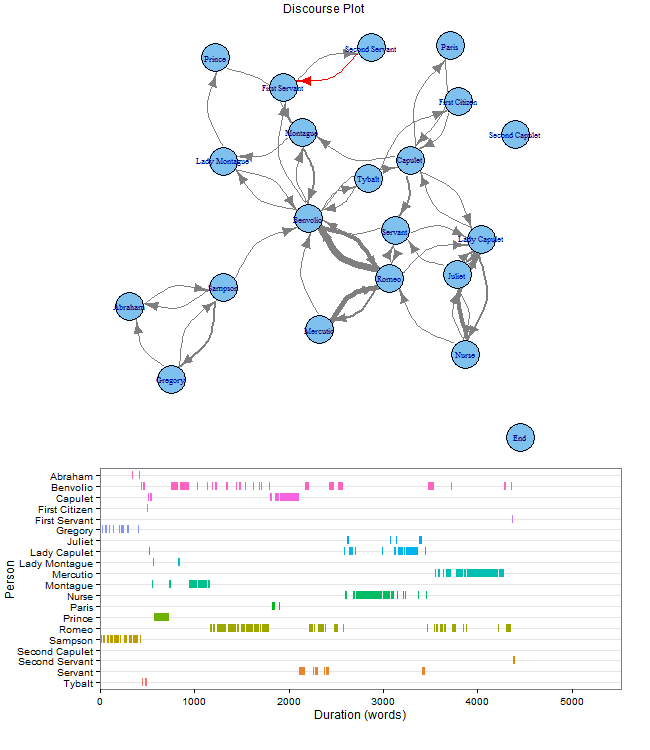 Discourse Plot
Paris
Second Servant
Prince
First Servant
First Citizen
Montague
Second Capulet
Lady Montague
Capulet
Tybalt
Benvolio
Servant
Lady Capulet
Juliet
Romeo
Sampson
Abraham
Mercutio
Nurse
Gregory
End
Abraham
Benvolio
Capulet
First Citizen
First Servant
Gregory
Juliet
Lady Capulet
Lady Montague
Mercutio
Montague
Nurse
Paris
Prince
Romeo
Sampson
Second Capulet
Second Servant
Servant
Tybalt
Person
0 1000 2000 3000 4000 5000
Duration (words)